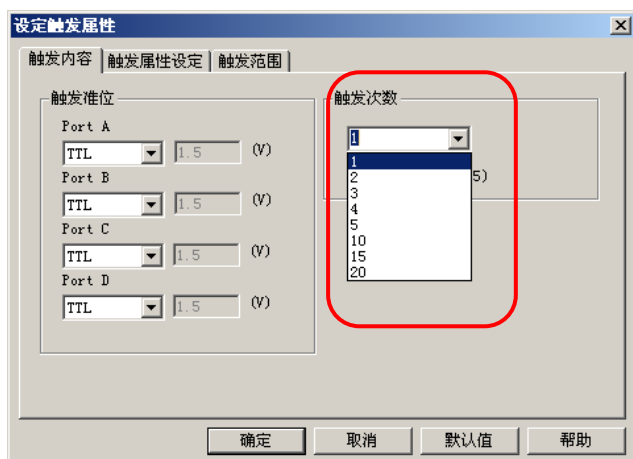 设定触发属性
触发内容 触发属性设定 触发范围
触发准位
Port A
TTL 1.5 (V)
Port B
TTL 1.5 (V)
Port C
TTL 1.5 (V)
Port D
TTL 1.5 (V)
触发次数
1
1
2
3
4
5
10
15
20
5)
确定 取消 默认值 帮助